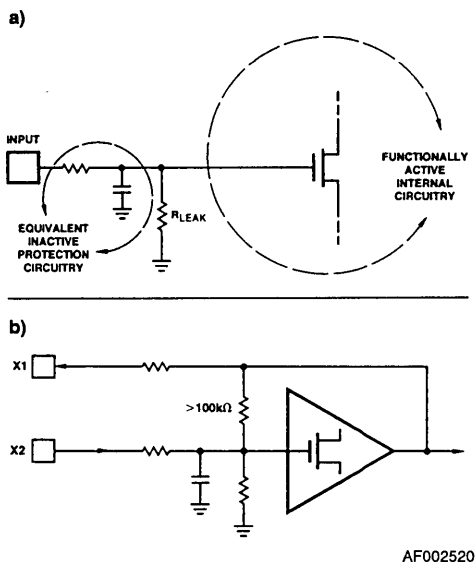 a)
INPUT
FUNCTIONALLY
ACTIVE
INTERNAL
CIRCUITRY
RLEAK
EQUIVALENT
INACTIVE
PROTECTION
CIRCUITRY
b)
X1
>100kΩ
X2
AF002520